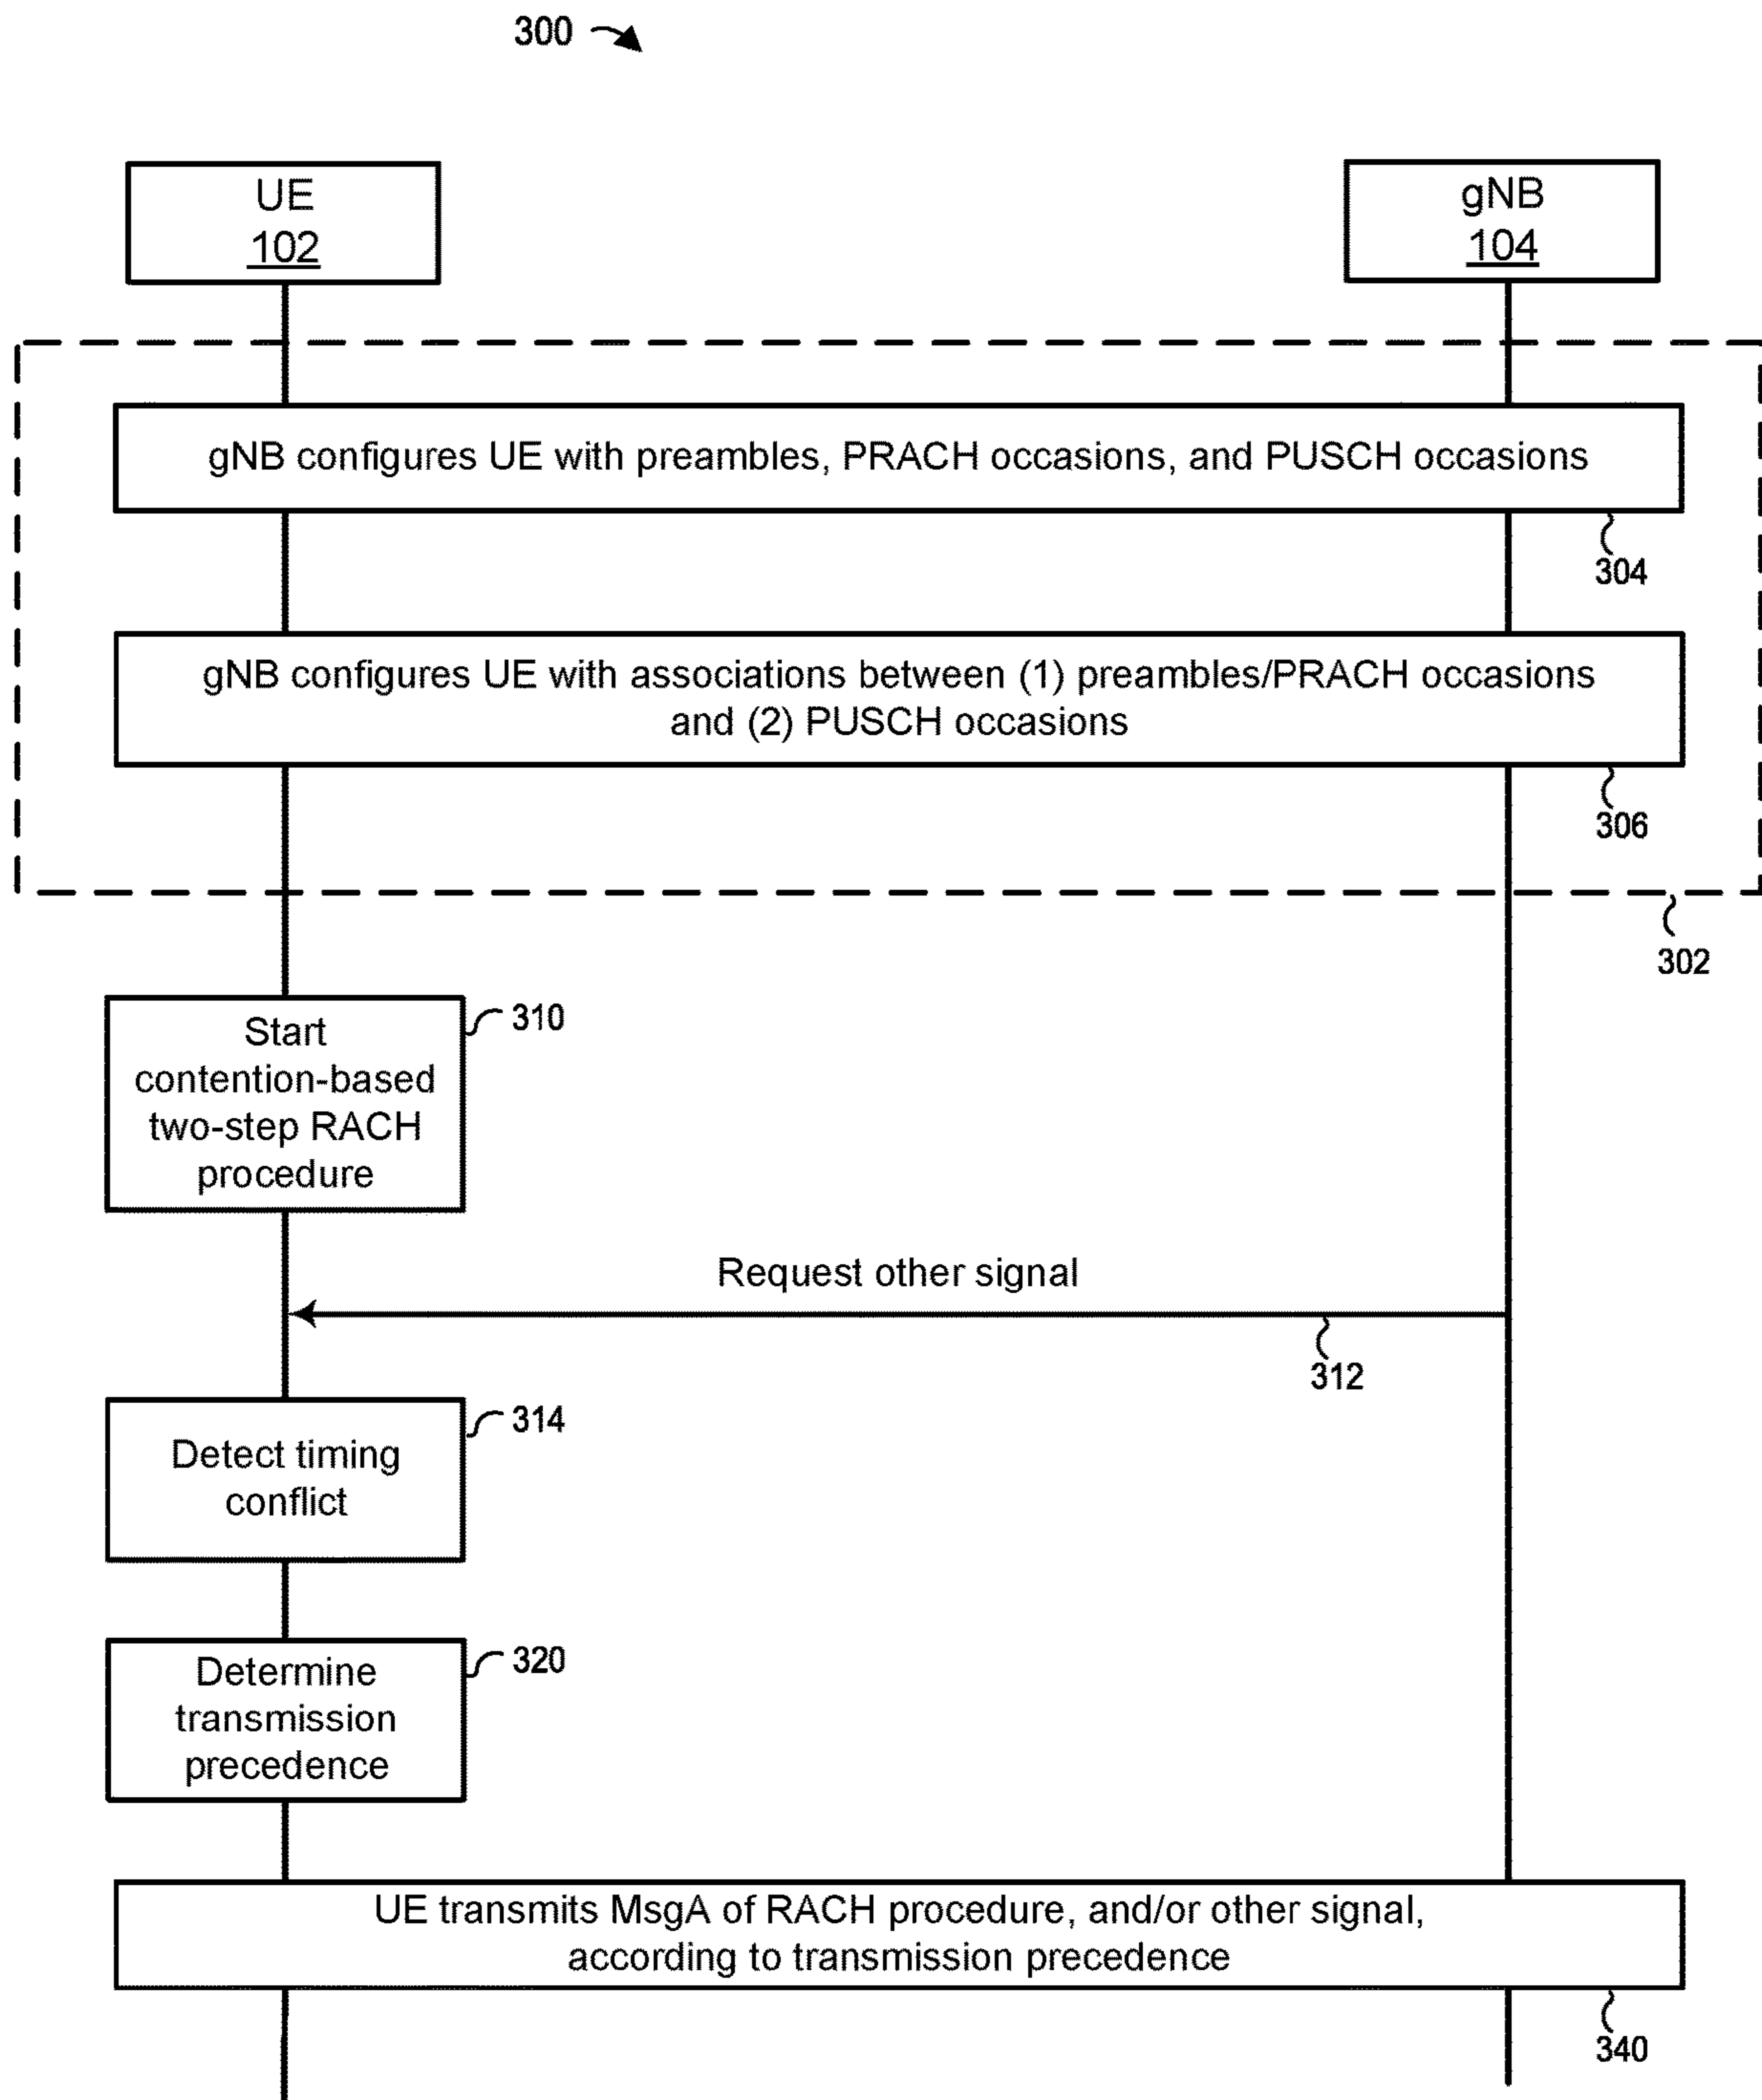 300
UE
102
gNB
104
gNB configures UE with preambles, PRACH occasions, and PUSCH occasions
304
gNB configures UE with associations between (1) preambles/PRACH occasions
and (2) PUSCH occasions
306
302
Start
contention-based
two-step RACH
procedure
310
Request other signal
312
Detect timing
conflict
314
Determine
transmission
precedence
320
UE transmits MsgA of RACH procedure, and/or other signal,
according to transmission precedence
340